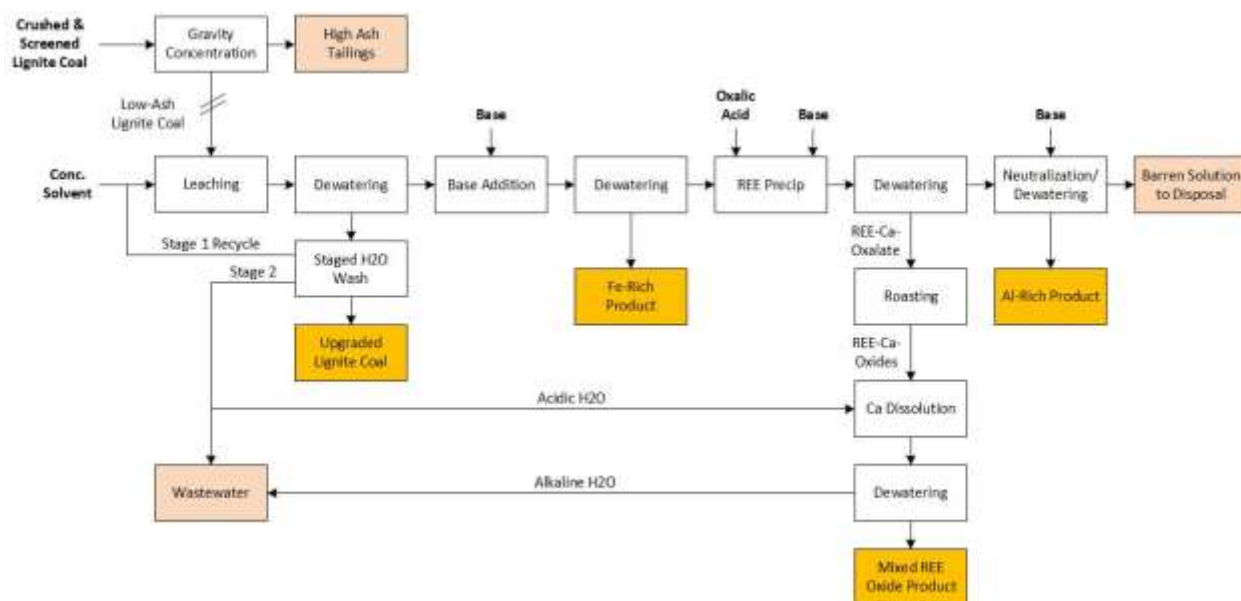 Crushed &
Screened
Lignite Coal
Gravity
Concentration
High Ash
Tailings
Low-Ash
Lignite Coal
Oxalic
Acid
Base
Base
Base
Conc.
Solvent
Leaching
Dewatering
Base Addition
Dewatering
REE Precip
Dewatering
Neutralization/
Dewatering
Barren Solution
to Disposal
Stage 1 Recycle
Stage 2
Staged H2O
Wash
REE-Ca-
Oxalate
Fe-Rich
Product
Roasting
Al-Rich Product
Upgraded
Lignite Coal
REE-Ca-
Oxides
Acidic H2O
Ca Dissolution
Wastewater
Alkaline H2O
Dewatering
Mixed REE
Oxide Product